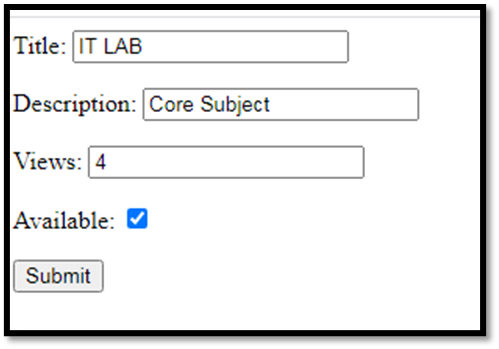 Title: IT LAB
Description: Core Subject
Views: 4
Available:
Submit